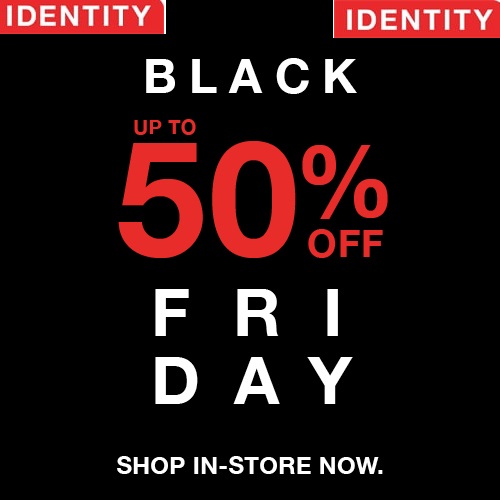 IDENTITY
IDENTITY
BLACK
UP TO
50%
OFF
FRI
DAY
SHOP IN-STORE NOW.